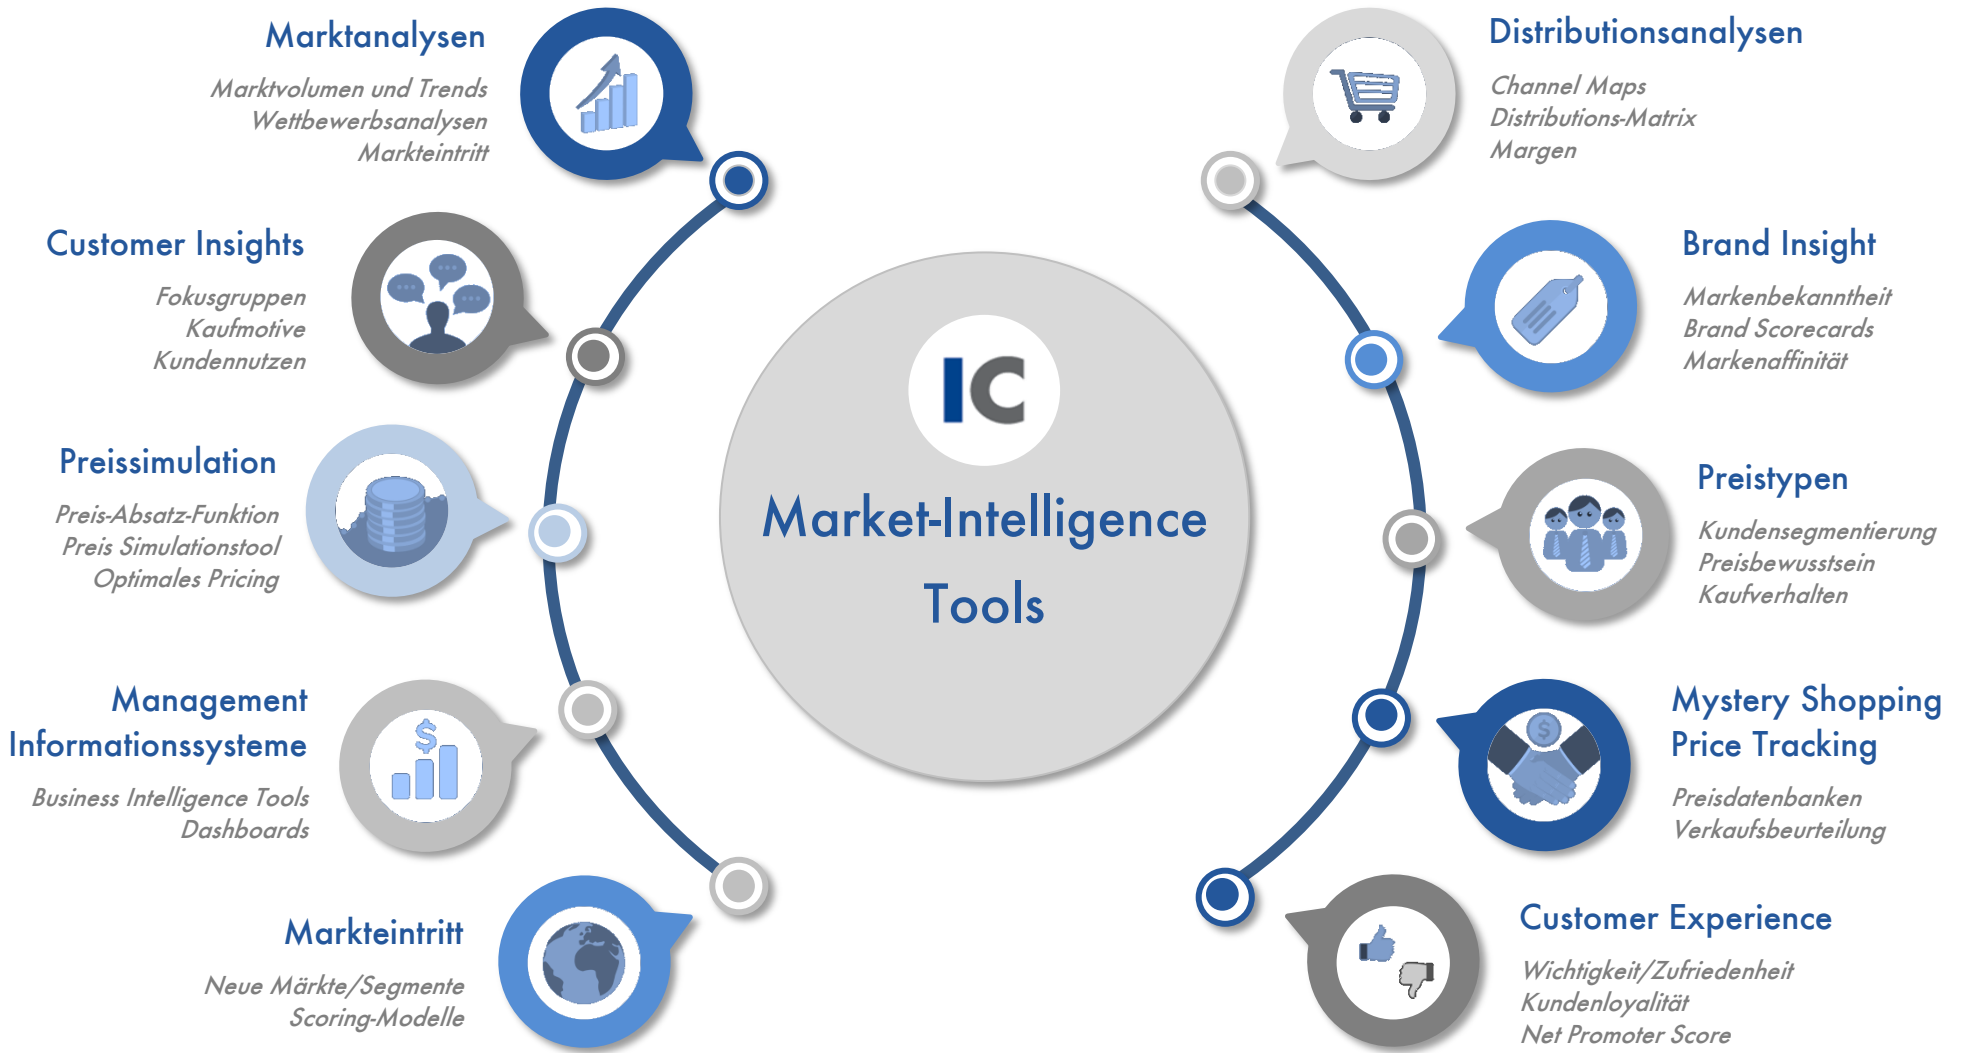 Marktanalysen
Marktvolumen und Trends
Wettbewerbsanalysen
Markteintritt
Customer Insights
Fokusgruppen
Kaufmotive
Kundennutzen
Preissimulation
Preis-Absatz-Funktion
Preis Simulationstool
Optimales Pricing
Management
Informationssysteme
Business Intelligence Tools
Dashboards
$
Markteintritt
Neue Märkte/Segmente
Scoring-Modelle
IC
Market-Intelligence
Tools
Distributionsanalysen
Channel Maps
Distributions-Matrix
Margen
Brand Insight
Markenbekanntheit
Brand Scorecards
Markenaffinität
Preistypen
Kundensegmentierung
Preisbewusstsein
Kaufverhalten
$
Mystery Shopping
Price Tracking
Preisdatenbanken
Verkaufsbeurteilung
Customer Experience
Wichtigkeit/Zufriedenheit
Kundenloyalität
Net Promoter Score